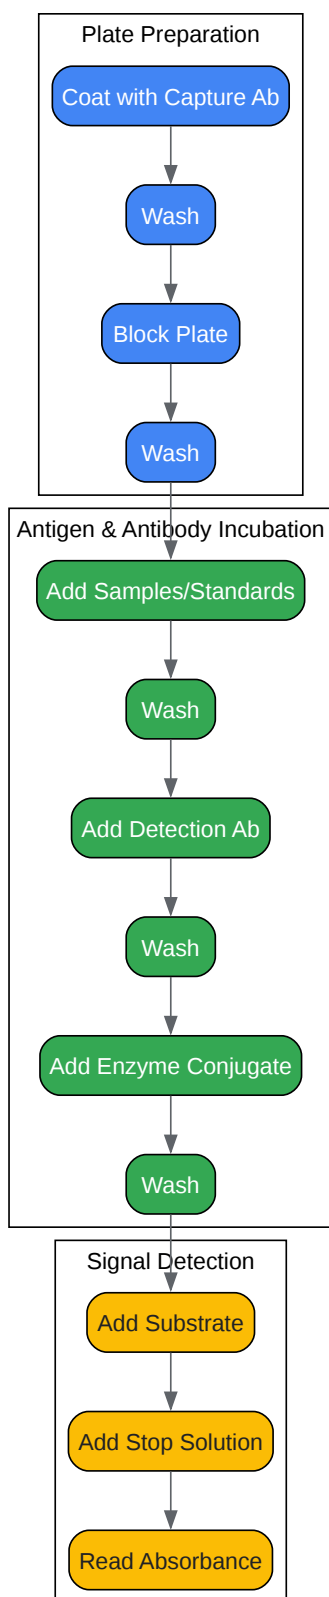 Plate Preparation
Coat with Capture Ab
Wash
Block Plate
Wash
Antigen & Antibody Incubation
Add Samples/Standards
Wash
Add Detection Ab
Wash
Add Enzyme Conjugate
Wash
Signal Detection
Add Substrate
Add Stop Solution
Read Absorbance